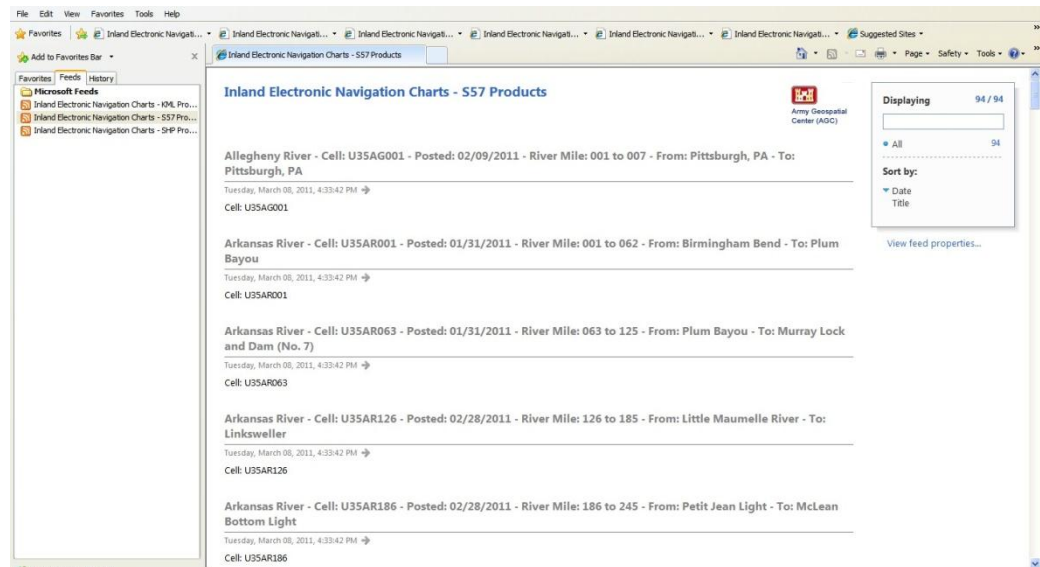 File Edit View Favorites Tools Help
Favorites Inland Electronic Navigati... Inland Electronic Navigati... Inland Electronic Navigati... Inland Electronic Navigati... Inland Electronic Navigati... Inland Electronic Navigati... Suggested Sites
Add to Favorites Bar X Inland Electronic Navigation Charts - S57 Products Page Safety Tools
Favorites Feeds History
Microsoft Feeds
Inland Electronic Navigation Charts - KML Pro...
Inland Electronic Navigation Charts - S57 Pro...
Inland Electronic Navigation Charts - SHP Pro...
Inland Electronic Navigation Charts - S57 Products
Army Geospatial
Center (AGC)
Allegheny River - Cell: U35AG001 - Posted: 02/09/2011 - River Mile: 001 to 007 - From: Pittsburgh, PA - To:
Pittsburgh, PA
Tuesday, March 08, 2011, 4:33:42 PM
Cell: U35AG001
Arkansas River - Cell: U35AR001 - Posted: 01/31/2011 - River Mile: 001 to 062 - From: Birmingham Bend - To: Plum
Bayou
Tuesday, March 08, 2011, 4:33:42 PM
Cell: U35AR001
Arkansas River - Cell: U35AR063 - Posted: 01/31/2011 - River Mile: 063 to 125 - From: Plum Bayou - To: Murray Lock
and Dam (No. 7)
Tuesday, March 08, 2011, 4:33:42 PM
Cell: U35AR063
Arkansas River - Cell: U35AR126 - Posted: 02/28/2011 - River Mile: 126 to 185 - From: Little Maumelle River - To:
Linksweller
Tuesday, March 08, 2011, 4:33:42 PM
Cell: U35AR126
Arkansas River - Cell: U35AR186 - Posted: 02/28/2011 - River Mile: 186 to 245 - From: Petit Jean Light - To: McLean
Bottom Light
Tuesday, March 08, 2011, 4:33:42 PM
Cell: U35AR186
Displaying 94 / 94
All 94
Sort by:
Date
Title
View feed properties...